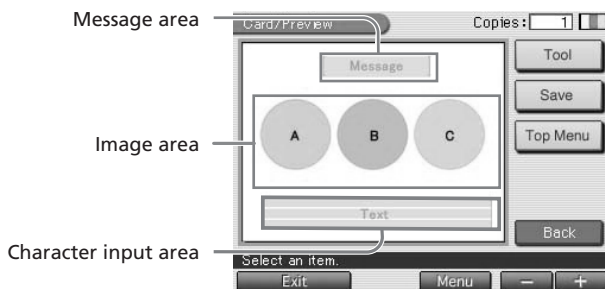 Message area
Card/Preview
Copies: 1
Message
Tool
Save
Image area
A B C
Top Menu
Text
Back
Character input area
Select an item.
Exit Menu − +